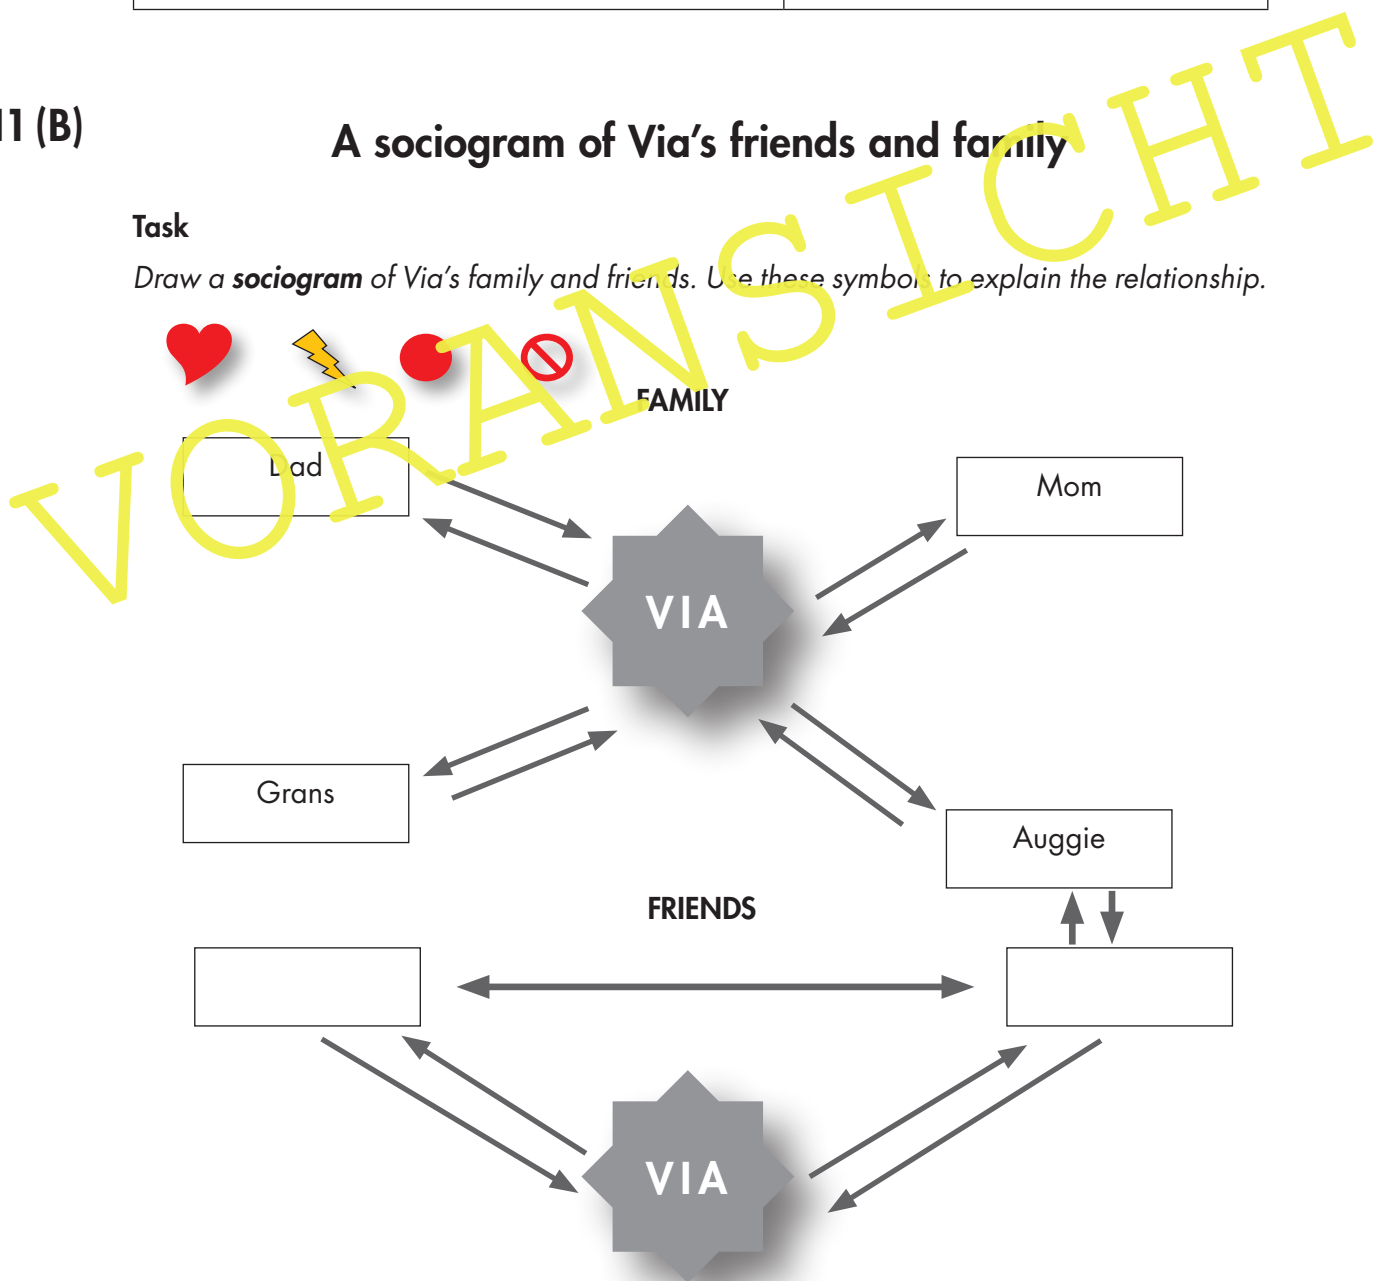 11 (B)
A sociogram of Via’s friends and family
Task
Draw a sociogram of Via’s family and friends. Use these symbols to explain the relationship.
FAMILY
Dad
Mom
VIA
Grans
Auggie
FRIENDS
VIA
VORANSICHT